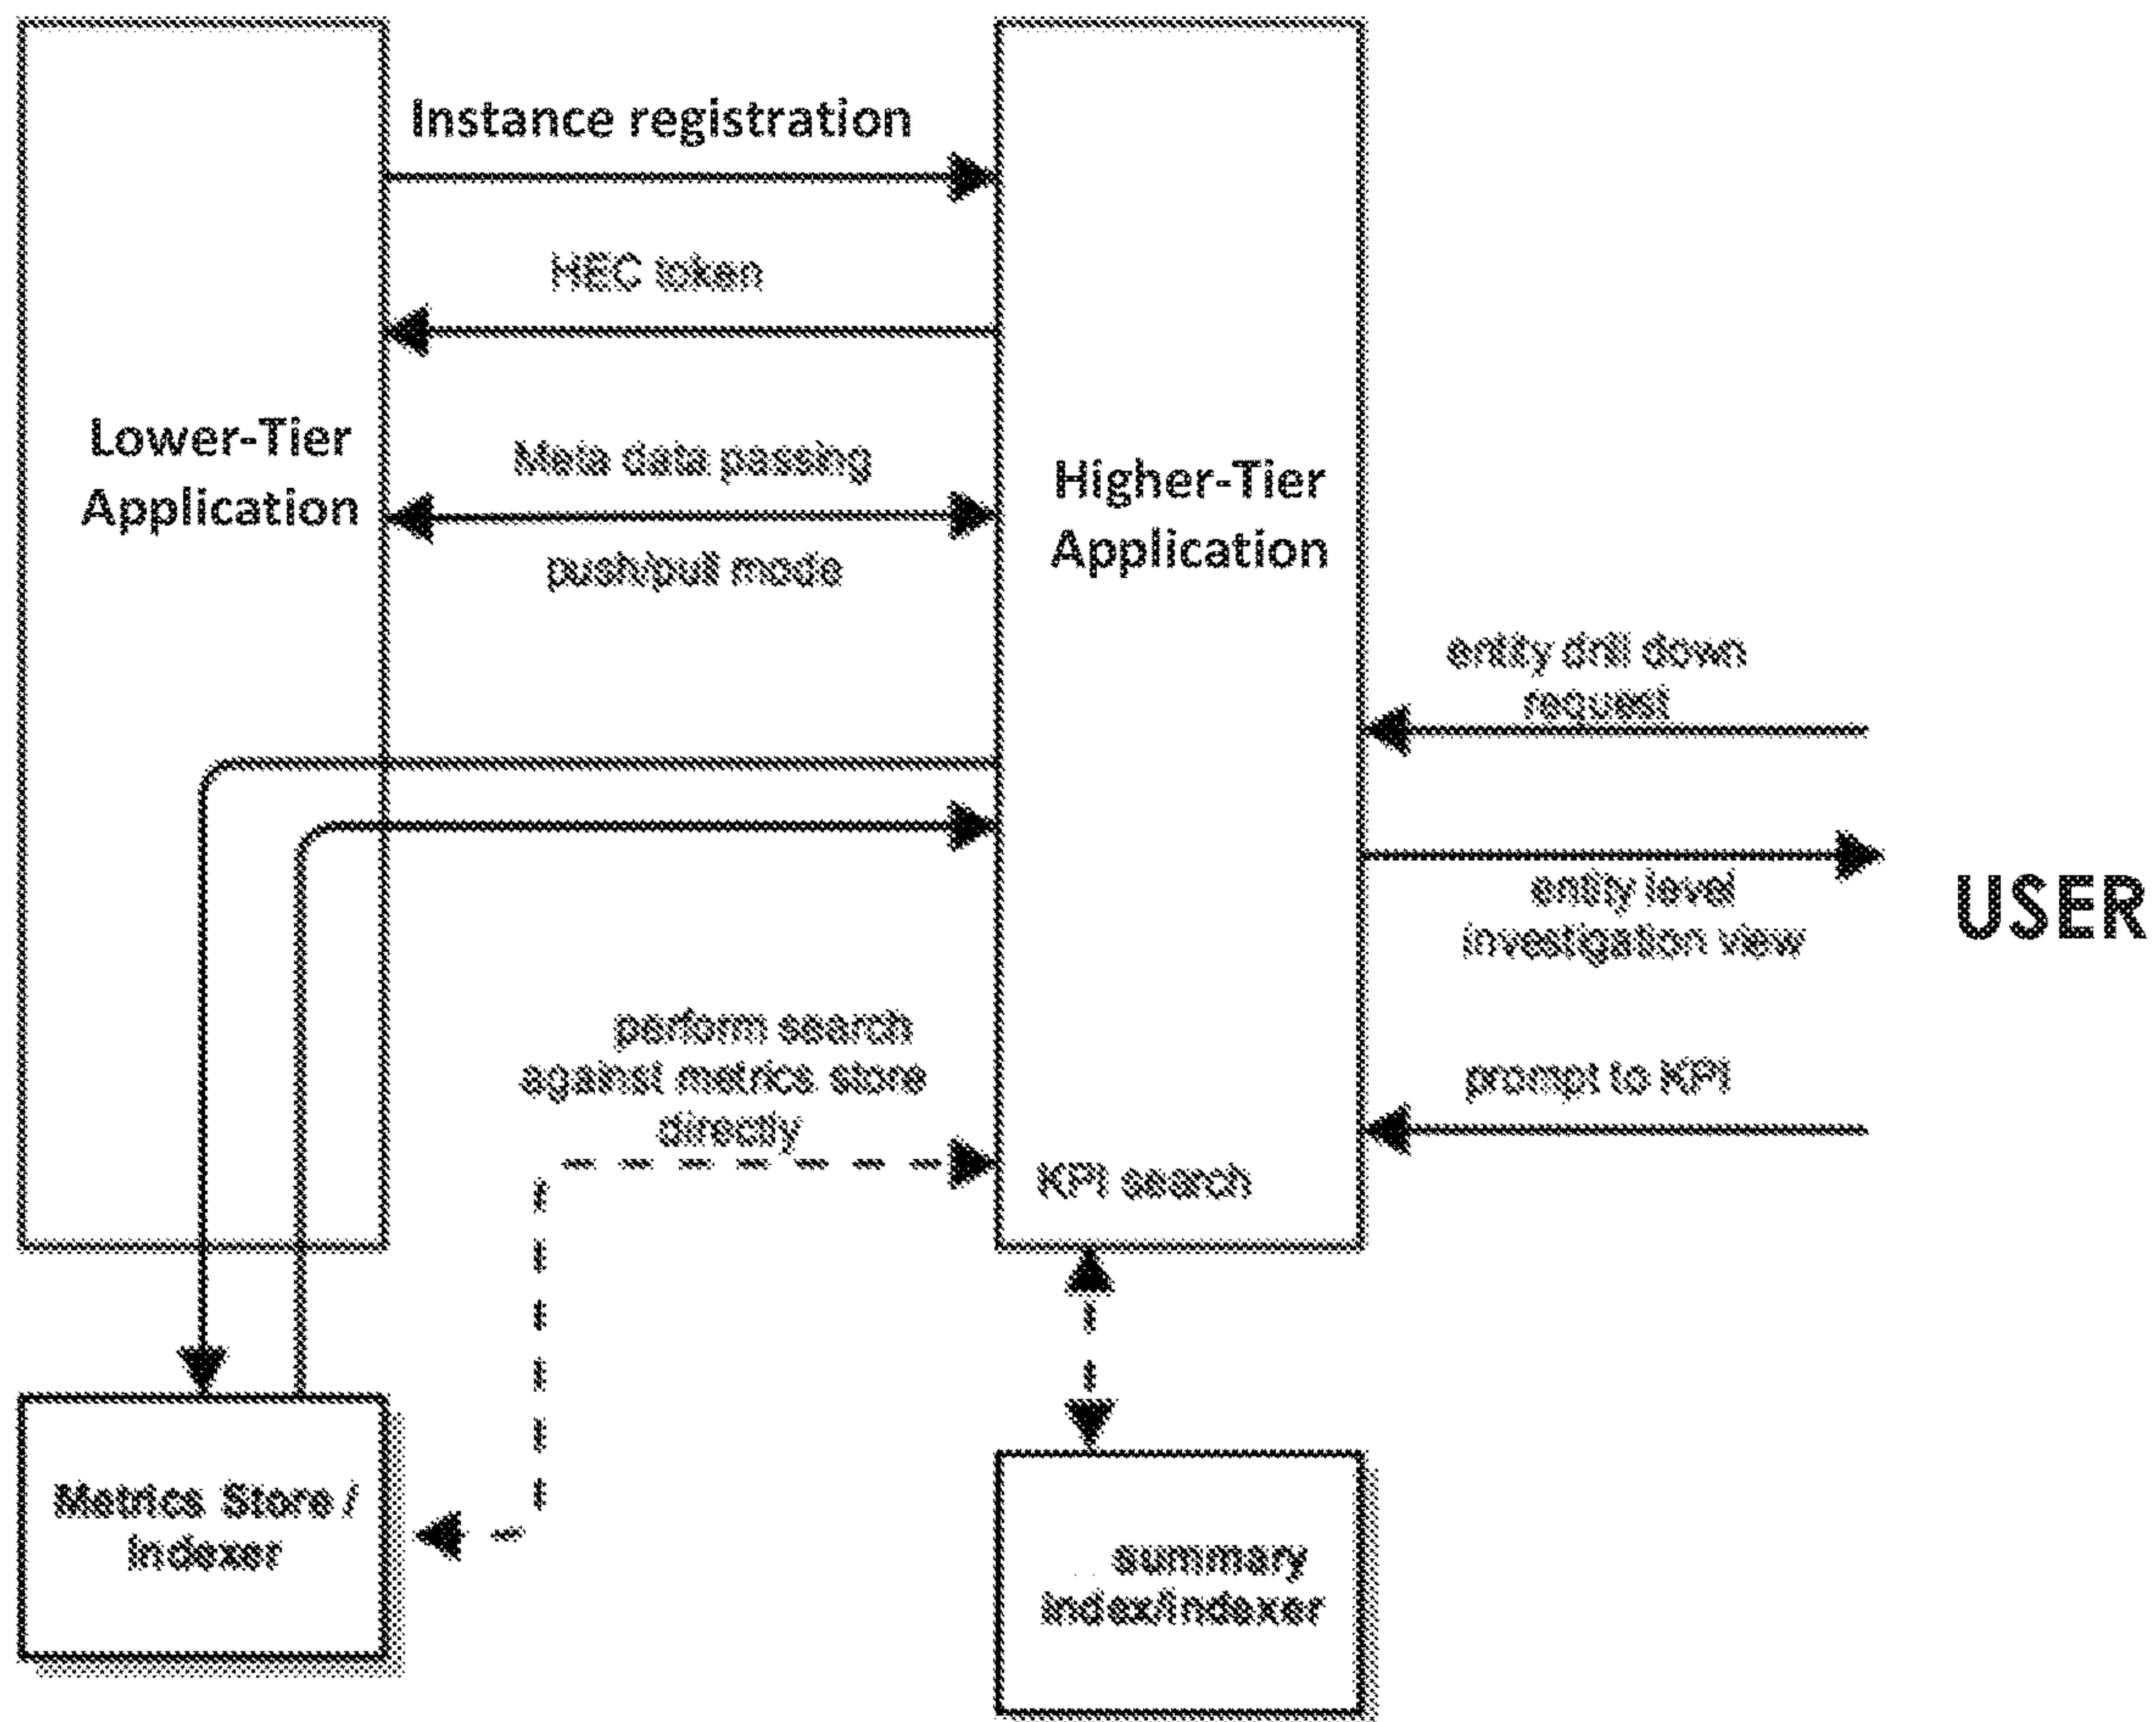 Instance registration
HEC token
Lower-Tier
Application
Meta data passing
push/pull mode
Higher-Tier
Application
entity drill down
request
entity level
investigation view
USER
perform search
against metrics store
directly
prompt to KPI
KPI search
Metrics Store /
Indexer
summary
index/indexer